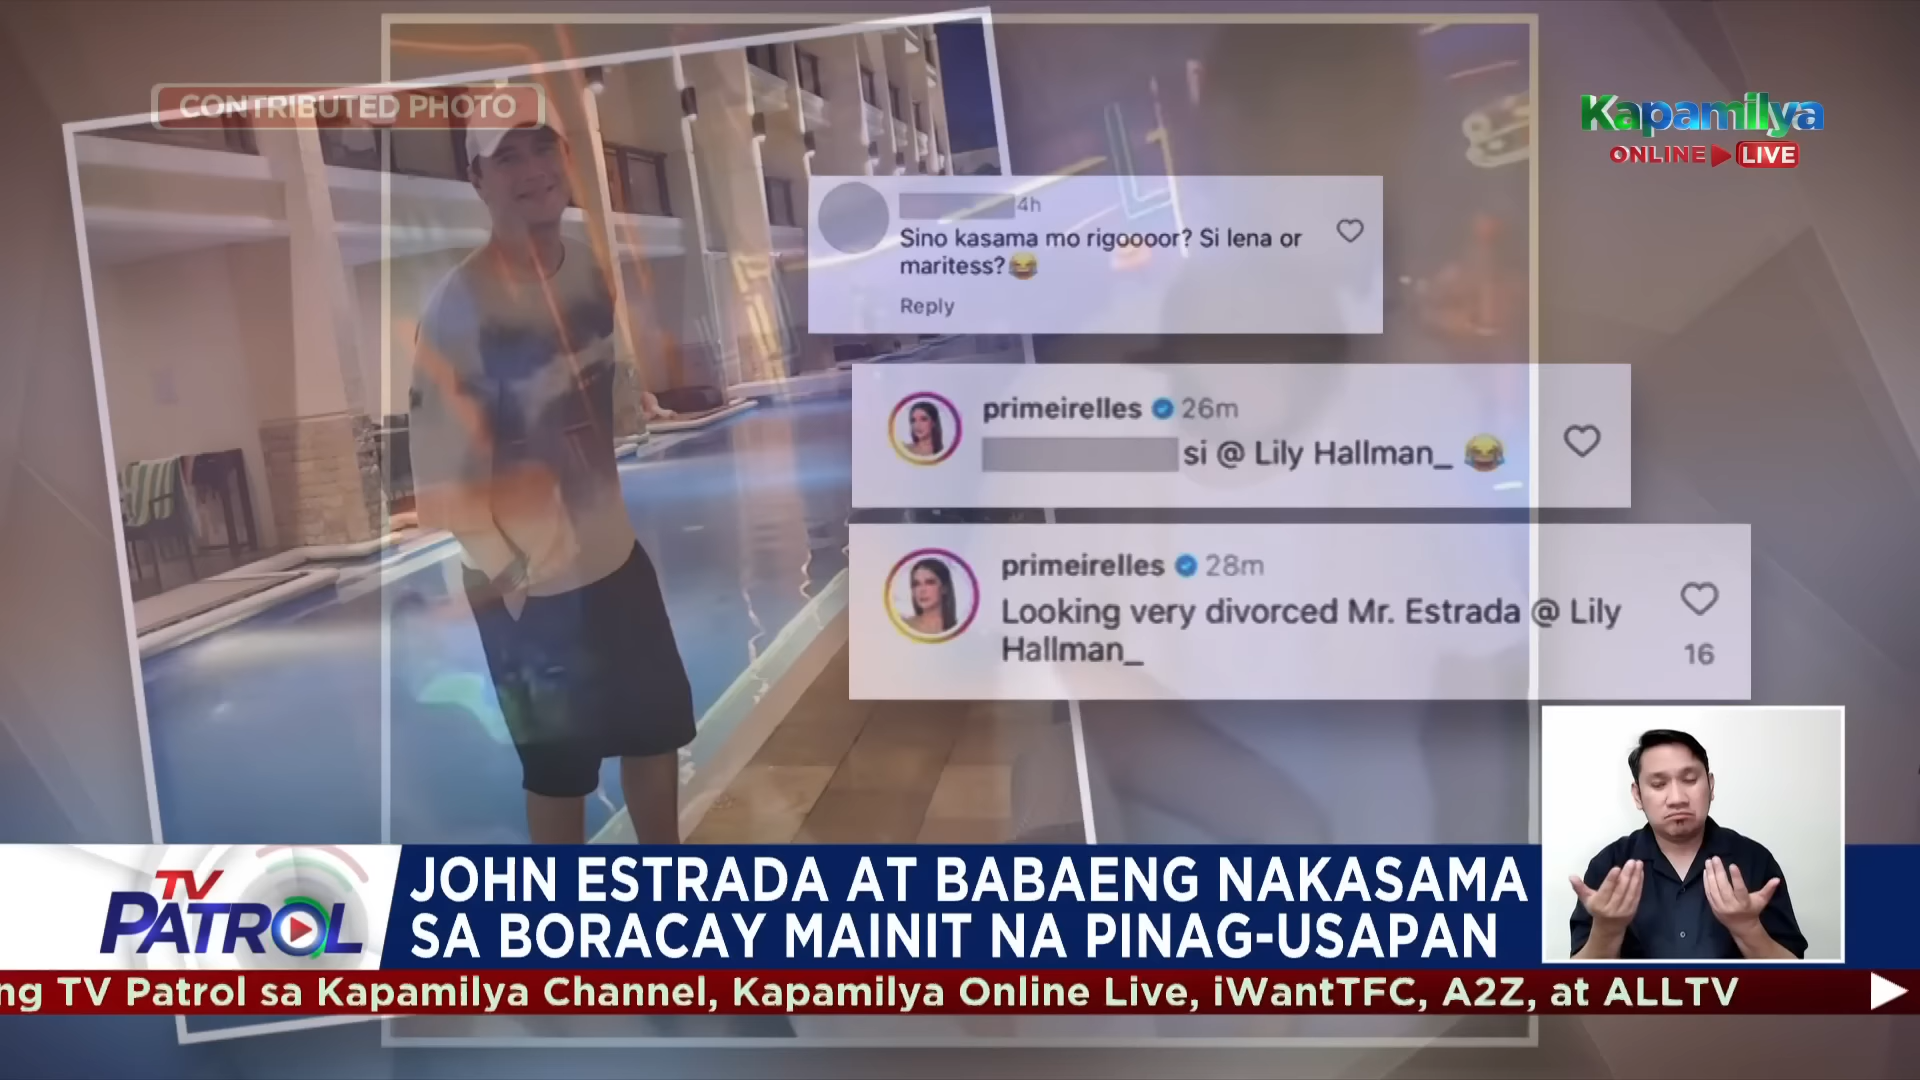 CONTRIBUTED PHOTO
Kapamilya
ONLINE LIVE
4h
Sino kasama mo rigoooor? Si lena or
maritess?😂
Reply
primeirelles 26m
si @ Lily Hallman_ 😂
primeirelles 28m
Looking very divorced Mr. Estrada @ Lily
Hallman_
16
TV
PATROL
JOHN ESTRADA AT BABAENG NAKASAMA
SA BORACAY MAINIT NA PINAG-USAPAN
ng TV Patrol sa Kapamilya Channel, Kapamilya Online Live, iWantTFC, A2Z, at ALLTV